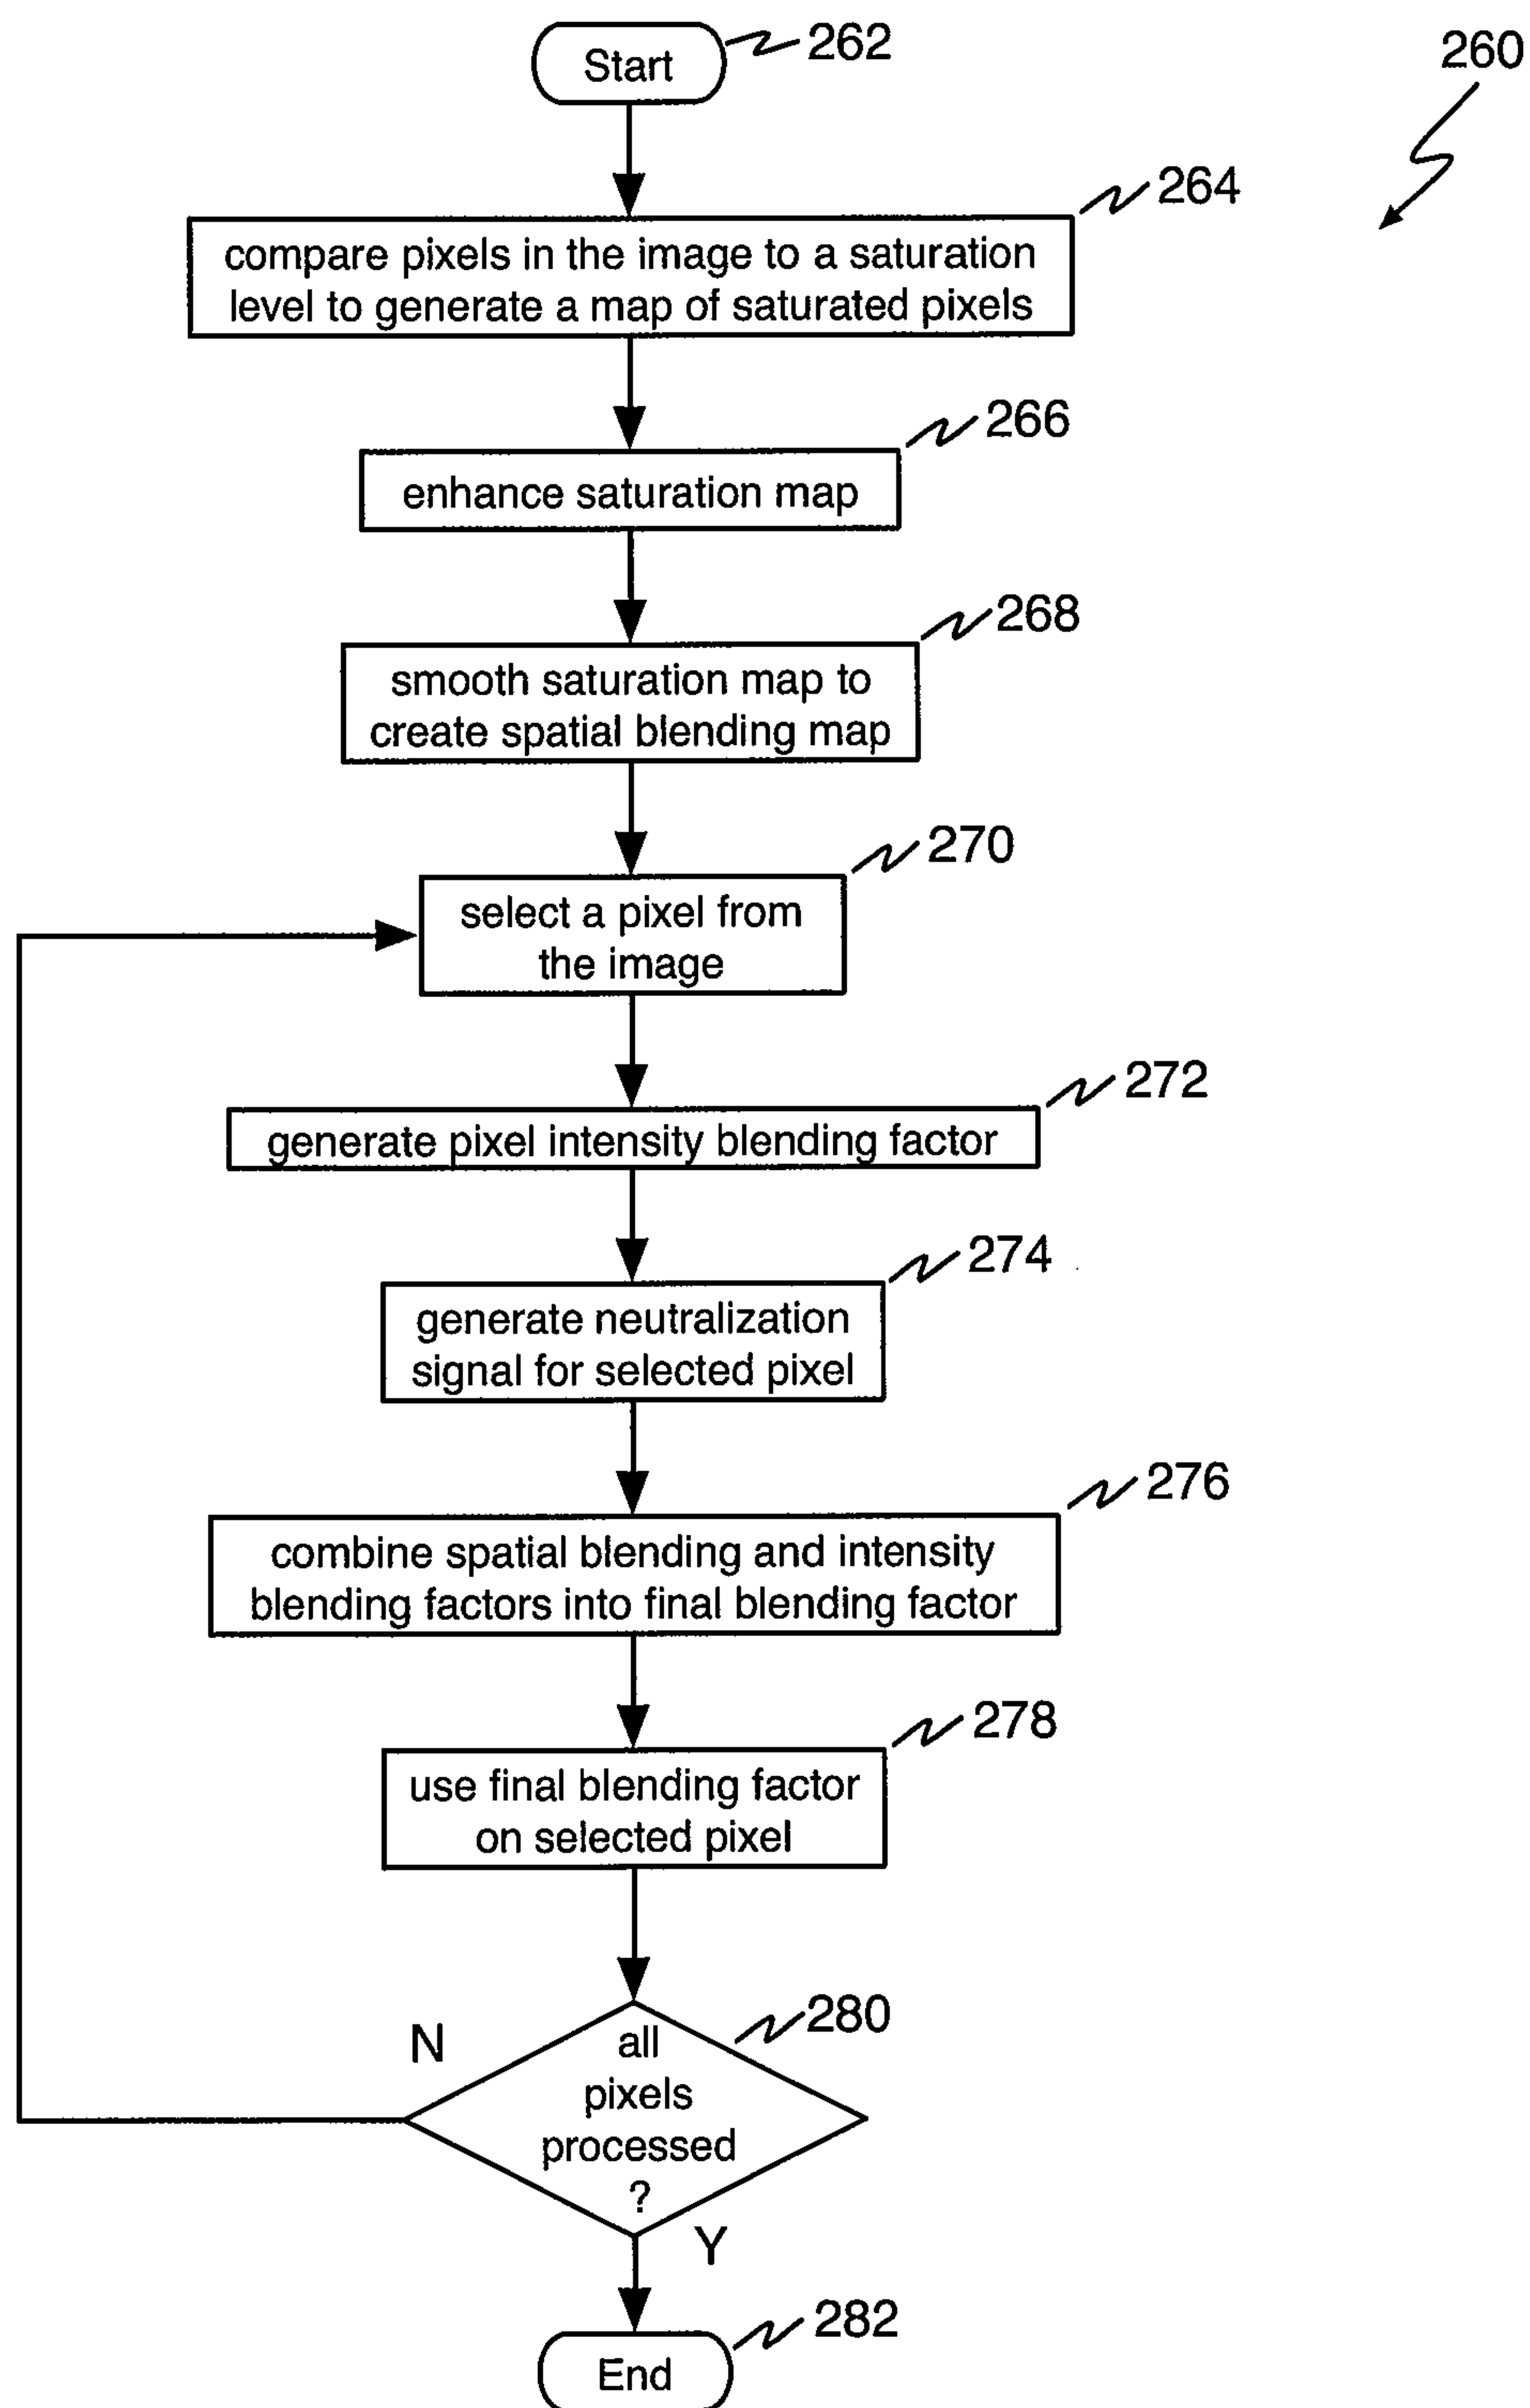 Start
262
260
264
compare pixels in the image to a saturation
level to generate a map of saturated pixels
266
enhance saturation map
268
smooth saturation map to
create spatial blending map
270
select a pixel from
the image
272
generate pixel intensity blending factor
274
generate neutralization
signal for selected pixel
276
combine spatial blending and intensity
blending factors into final blending factor
278
use final blending factor
on selected pixel
280
N
all
pixels
processed
?
Y
282
End